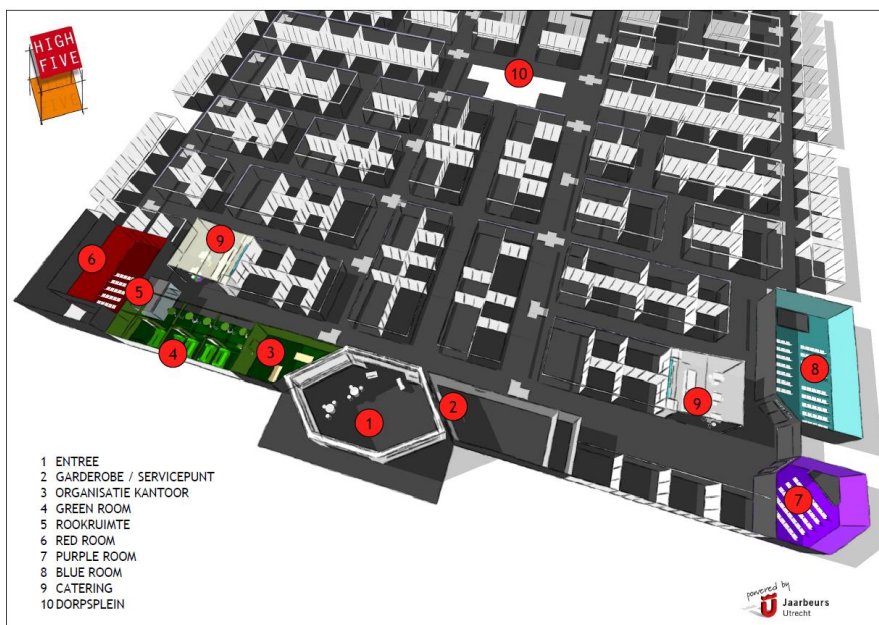 HIGH
FIVE
10
9
6
5
4
3
1
2
9
8
7
1 ENTREE
2 GARDEROBE / SERVICEPUNT
3 ORGANISATIE KANTOOR
4 GREEN ROOM
5 ROOKRUIMTE
6 RED ROOM
7 PURPLE ROOM
8 BLUE ROOM
9 CATERING
10 DORPSPLEIN
powered by
Jaarbeurs
Utrecht